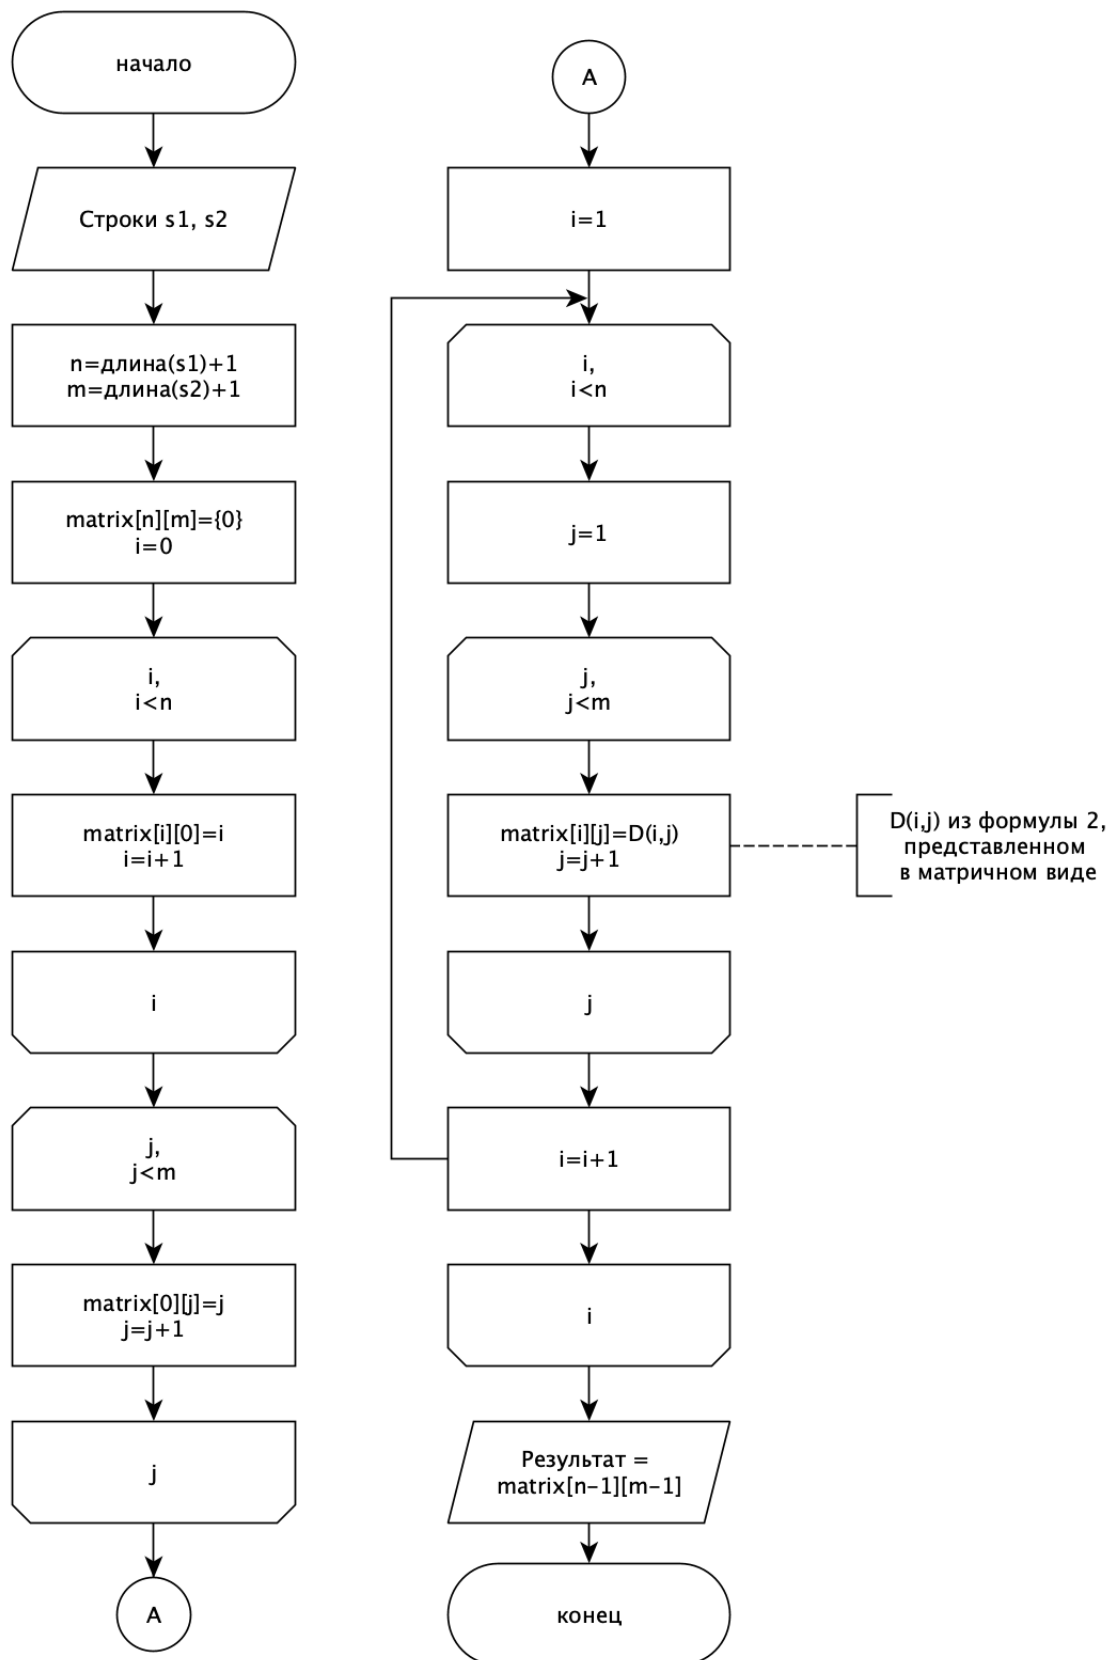 начало
Строки s1, s2
n=длина(s1)+1
m=длина(s2)+1
matrix[n][m]={0}
i=0
i,
i<n
matrix[i][0]=i
i=i+1
i
j,
j<m
matrix[0][j]=j
j=j+1
j
A
A
i=1
i,
i<n
j=1
j,
j<m
matrix[i][j]=D(i,j)
j=j+1
D(i,j) из формулы 2,
представленном
в матричном виде
j
i=i+1
i
Результат =
matrix[n-1][m-1]
конец